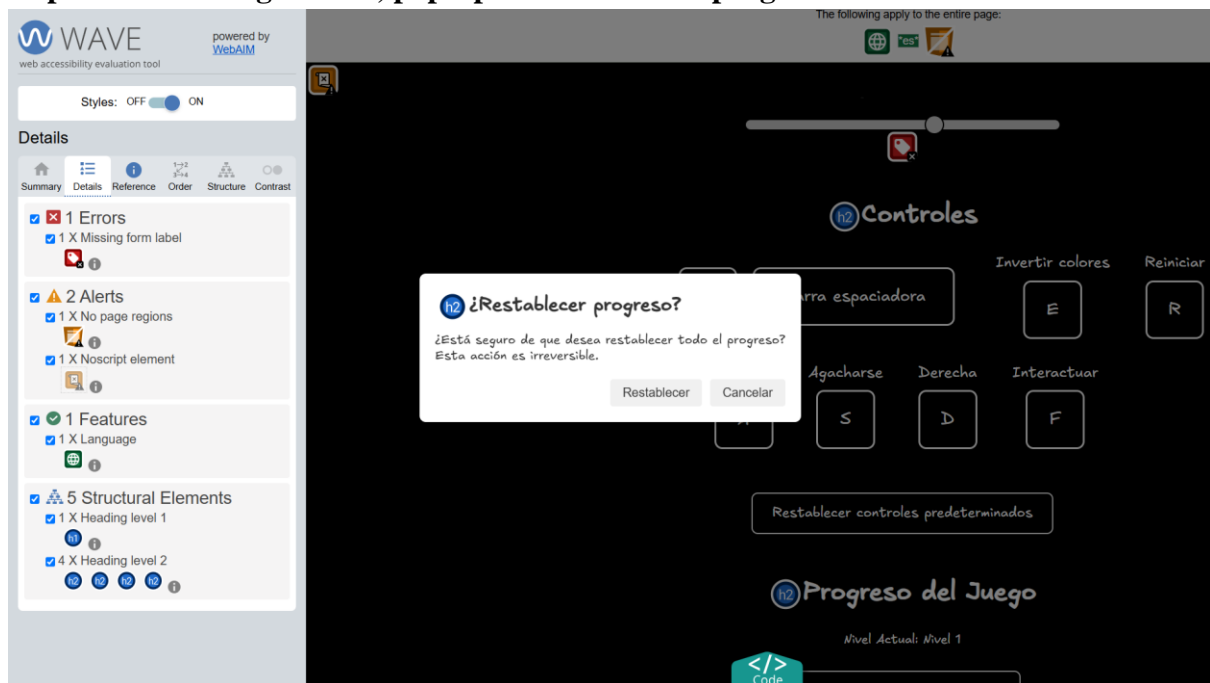 WAVE
powered by
WebAIM
web accessibility evaluation tool
Styles: OFF ON
Details
Summary Details Reference Order Structure Contrast
1 Errors
1 X Missing form label
2 Alerts
1 X No page regions
1 X Noscript element
1 Features
1 X Language
5 Structural Elements
1 X Heading level 1
h1
4 X Heading level 2
h2 h2 h2 h2
The following apply to the entire page:
"es"
h2 Controles
Invertir colores Reiniciar
rra espaciadora
E R
h2 ¿Restablecer progreso?
¿Está seguro de que desea restablecer todo el progreso?
Esta acción es irreversible.
Restablecer Cancelar
Agacharse Derecha Interactuar
S D F
Restablecer controles predeterminados
h2 Progreso del Juego
Nivel Actual: Nivel 1
</>
Code